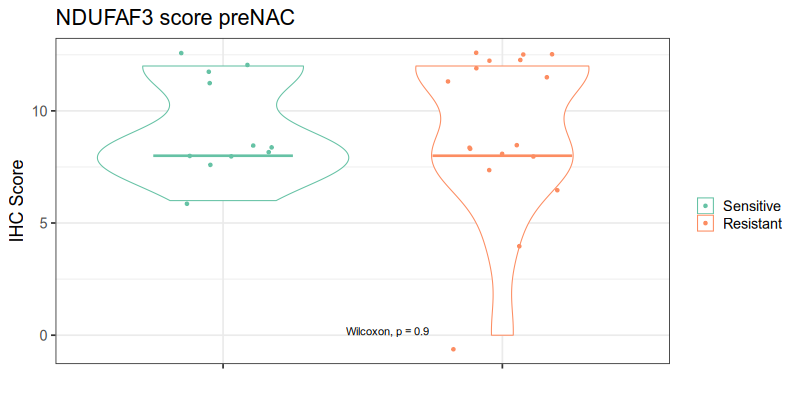 NDUFAF3 score preNAC
IHC Score
10
5
0
Wilcoxon, p = 0.9
Sensitive
Resistant